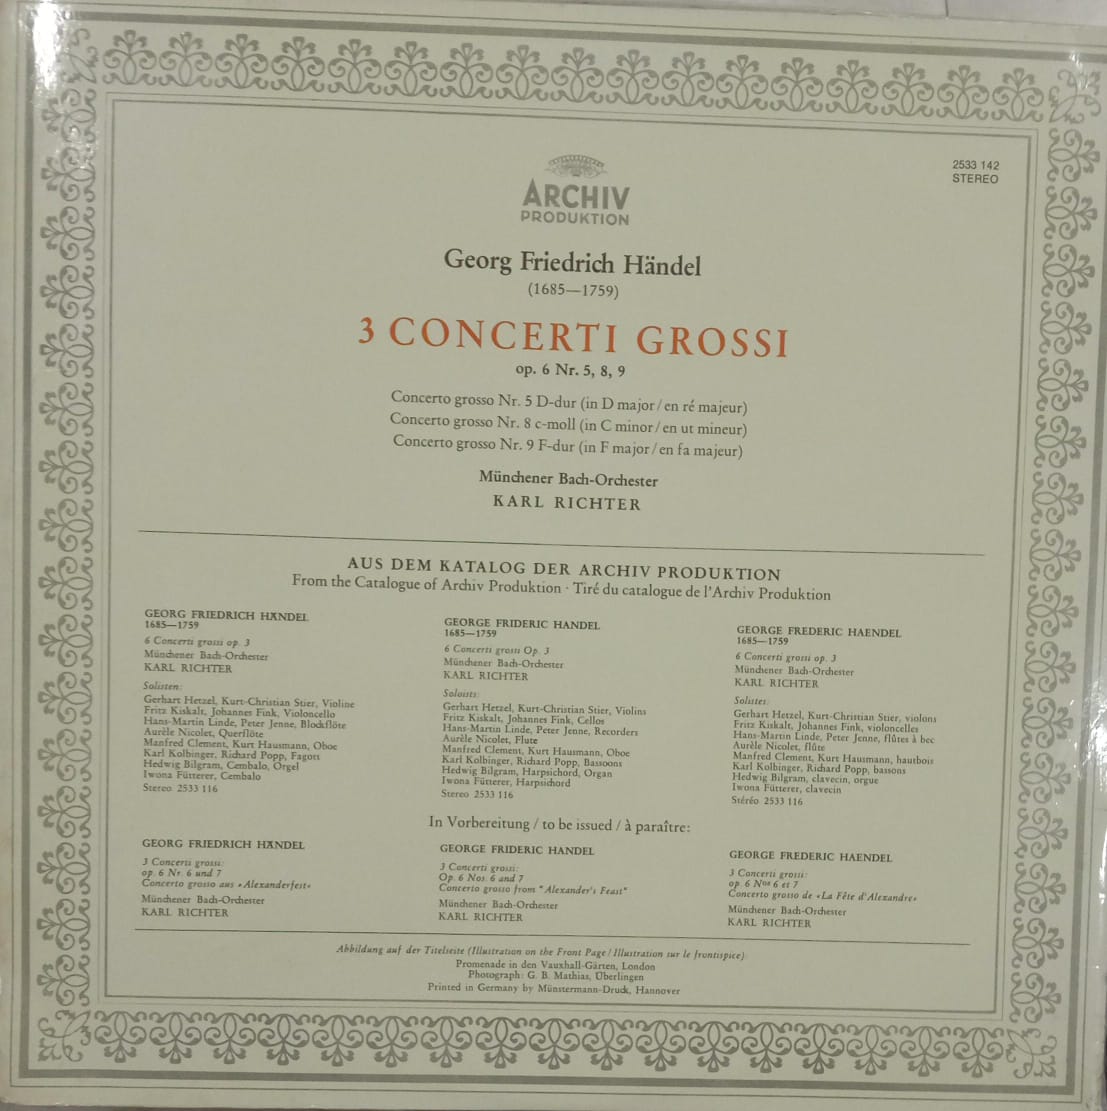 2533 142
STEREO
ARCHIV
PRODUKTION
Georg Friedrich Händel
(1685—1759)
3 CONCERTI GROSSI
op. 6 Nr. 5, 8, 9
Concerto grosso Nr. 5 D-dur (in D major / en ré majeur)
Concerto grosso Nr. 8 c-moll (in C minor / en ut mineur)
Concerto grosso Nr. 9 F-dur (in F major / en fa majeur)
Münchener Bach-Orchester
KARL RICHTER
AUS DEM KATALOG DER ARCHIV PRODUKTION
From the Catalogue of Archiv Produktion · Tiré du catalogue de l'Archiv Produktion
GEORG FRIEDRICH HÄNDEL
1685—1759
6 Concerti grossi op. 3
Münchener Bach-Orchester
KARL RICHTER
Solisten:
Gerhart Hetzel, Kurt-Christian Stier, Violine
Fritz Kiskalt, Johannes Fink, Violoncello
Hans-Martin Linde, Peter Jenne, Blockflöte
Aurèle Nicolet, Querflöte
Manfred Clement, Kurt Hausmann, Oboe
Karl Kolbinger, Richard Popp, Fagott
Hedwig Bilgram, Cembalo, Orgel
Iwona Fütterer, Cembalo
Stereo 2533 116
GEORGE FRIDERIC HANDEL
1685—1759
6 Concerti grossi Op. 3
Münchener Bach-Orchester
KARL RICHTER
Soloists:
Gerhart Hetzel, Kurt-Christian Stier, Violins
Fritz Kiskalt, Johannes Fink, Cellos
Hans-Martin Linde, Peter Jenne, Recorders
Aurèle Nicolet, Flute
Manfred Clement, Kurt Hausmann, Oboe
Karl Kolbinger, Richard Popp, Bassoons
Hedwig Bilgram, Harpsichord, Organ
Iwona Fütterer, Harpsichord
Stereo 2533 116
GEORGE FREDERIC HAENDEL
1685—1759
6 Concerti grossi op. 3
Münchener Bach-Orchester
KARL RICHTER
Solistes:
Gerhart Hetzel, Kurt-Christian Stier, violons
Fritz Kiskalt, Johannes Fink, violoncelles
Hans-Martin Linde, Peter Jenne, flûtes à bec
Aurèle Nicolet, flûte
Manfred Clement, Kurt Hausmann, hautbois
Karl Kolbinger, Richard Popp, bassons
Hedwig Bilgram, clavecin, orgue
Iwona Fütterer, clavecin
Stéréo 2533 116
In Vorbereitung / to be issued / à paraître:
GEORG FRIEDRICH HÄNDEL
3 Concerti grossi:
op. 6 Nr. 6 und 7
Concerto grosso aus »Alexanderfest«
Münchener Bach-Orchester
KARL RICHTER
GEORGE FRIDERIC HANDEL
3 Concerti grossi:
Op. 6 Nos. 6 and 7
Concerto grosso from "Alexander's Feast"
Münchener Bach-Orchester
KARL RICHTER
GEORGE FREDERIC HAENDEL
3 Concerti grossi:
op. 6 Nos 6 et 7
Concerto grosso de «La Fête d'Alexandre»
Münchener Bach-Orchester
KARL RICHTER
Abbildung auf der Titelseite (Illustration on the Front Page / Illustration sur le frontispice):
Promenade in den Vauxhall-Gärten, London
Photograph: G. B. Mathias, Überlingen
Printed in Germany by Münstermann-Druck, Hannover